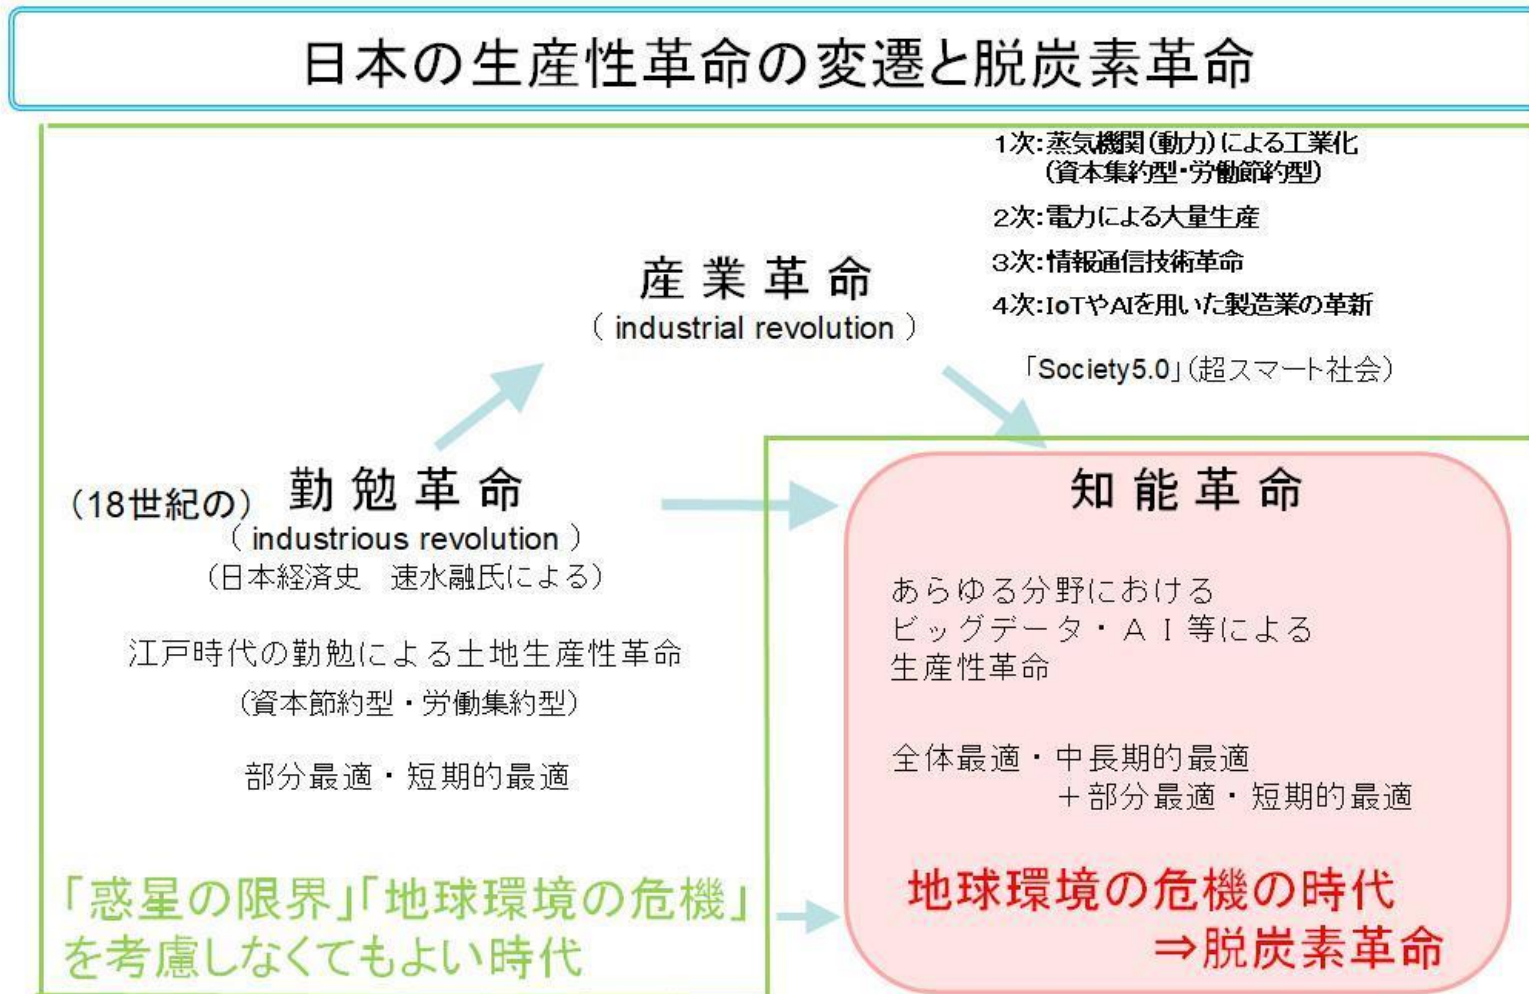 日本の生産性革命の変遷と脱炭素革命
1次:蒸気機関(動力)による工業化
(資本集約型・労働節約型)
2次:電力による大量生産
3次:情報通信技術革命
4次:IoTやAIを用いた製造業の革新
「Society5.0」(超スマート社会)
産業革命
( industrial revolution )
(18世紀の) 勤勉革命
( industrious revolution )
(日本経済史 速水融氏による)
江戸時代の勤勉による土地生産性革命
(資本節約型・労働集約型)
部分最適・短期的最適
「惑星の限界」「地球環境の危機」
を考慮しなくてもよい時代
知能革命
あらゆる分野における
ビッグデータ・AI等による
生産性革命
全体最適・中長期的最適
+部分最適・短期的最適
地球環境の危機の時代
⇒脱炭素革命